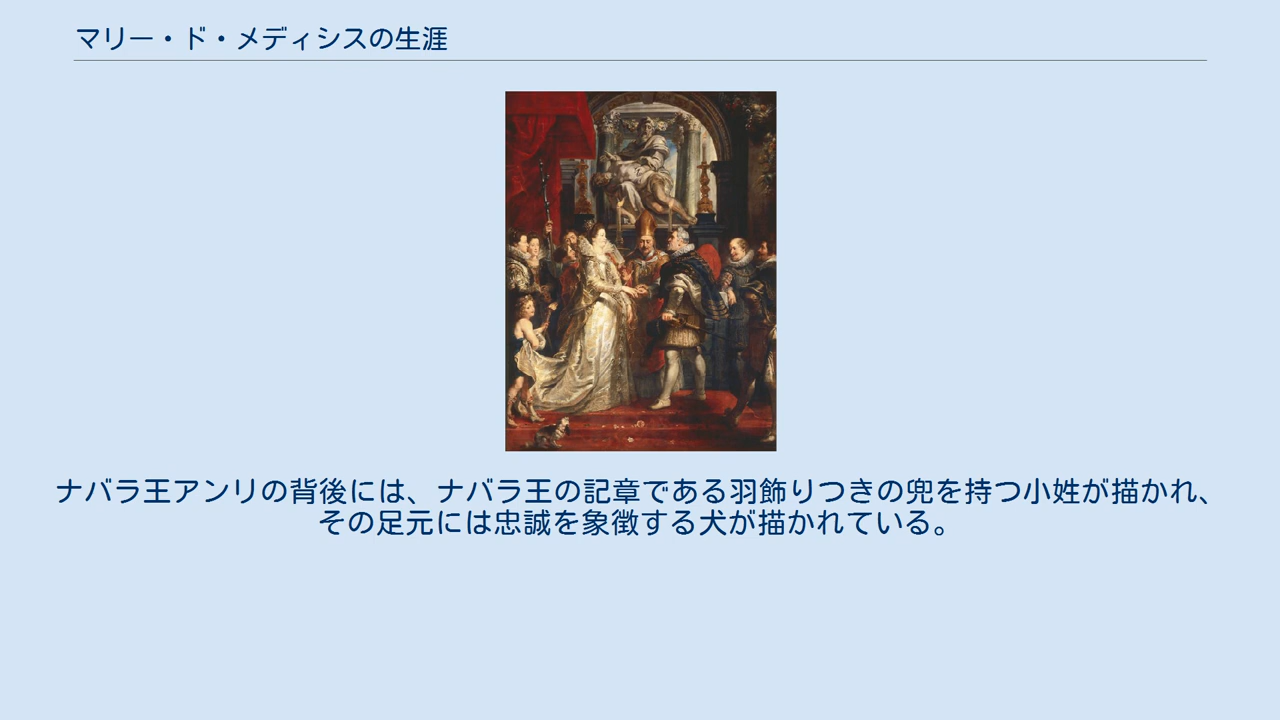 マリー・ド・メディシスの生涯
ナバラ王アンリの背後には、ナバラ王の記章である羽飾りつきの兜を持つ小姓が描かれ、
その足元には忠誠を象徴する犬が描かれている。